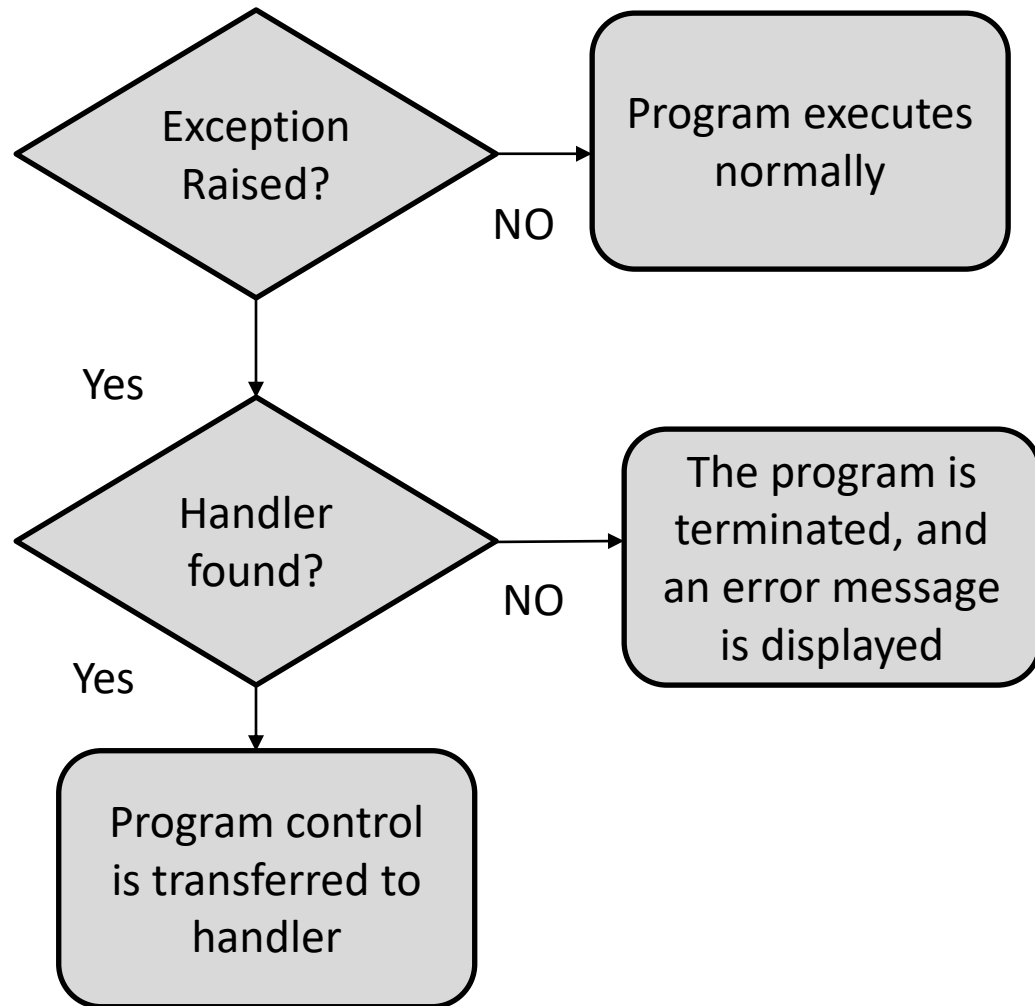 Exception
Raised?
Program executes
normally
NO
Yes
Handler
found?
The program is
terminated, and
an error message
is displayed
NO
Yes
Program control
is transferred to
handler